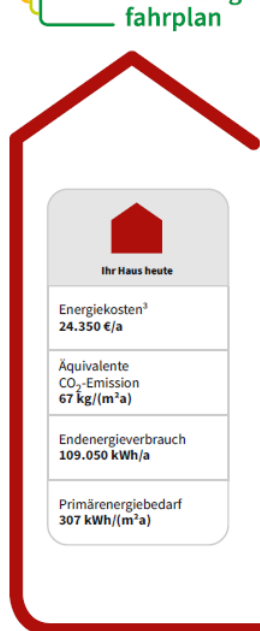 fahrplan
Ihr Haus heute
Energiekosten³
24.350 €/a
Äquivalente
CO₂-Emission
67 kg/(m²a)
Endenergieverbrauch
109.050 kWh/a
Primärenergiebedarf
307 kWh/(m²a)